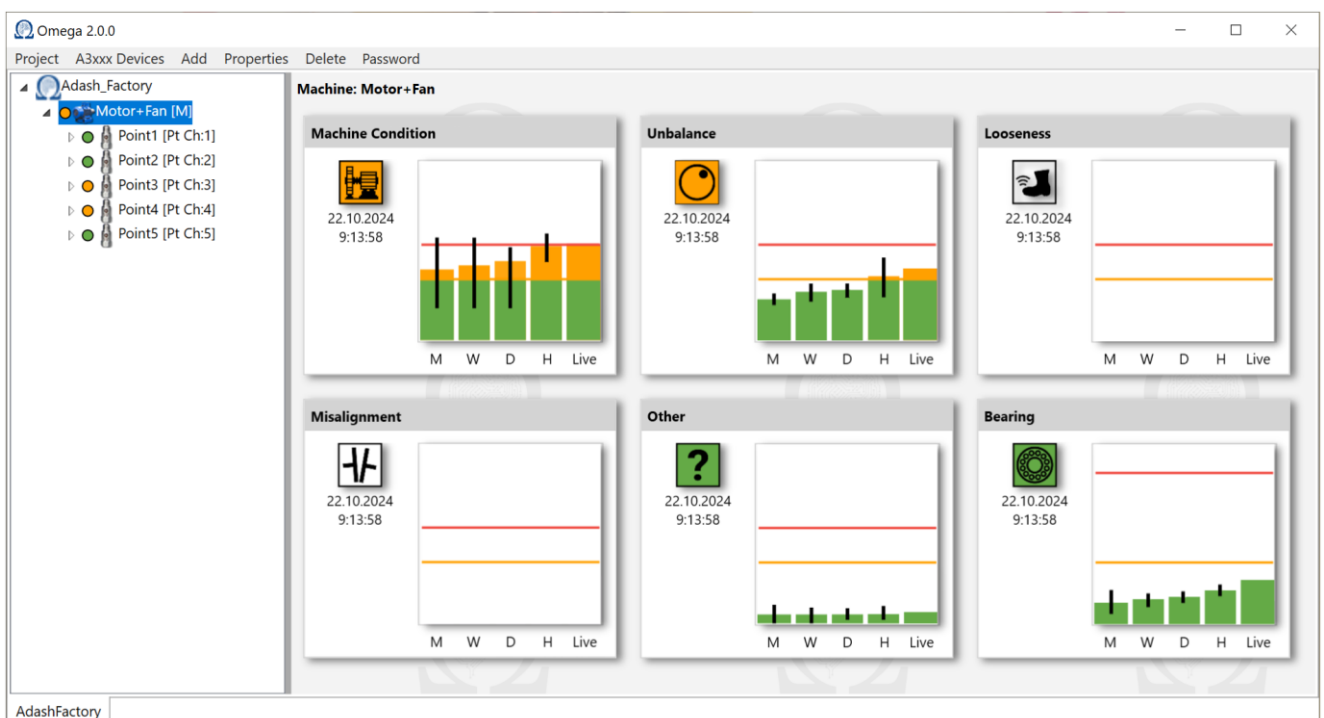 Omega 2.0.0
Project A3xxx Devices Add Properties Delete Password
Adash_Factory
Motor+Fan [M]
Point1 [Pt Ch:1]
Point2 [Pt Ch:2]
Point3 [Pt Ch:3]
Point4 [Pt Ch:4]
Point5 [Pt Ch:5]
Machine: Motor+Fan
Machine Condition
22.10.2024
9:13:58
M W D H Live
Unbalance
22.10.2024
9:13:58
M W D H Live
Looseness
22.10.2024
9:13:58
M W D H Live
Misalignment
22.10.2024
9:13:58
M W D H Live
Other
?
22.10.2024
9:13:58
M W D H Live
Bearing
22.10.2024
9:13:58
M W D H Live
AdashFactory